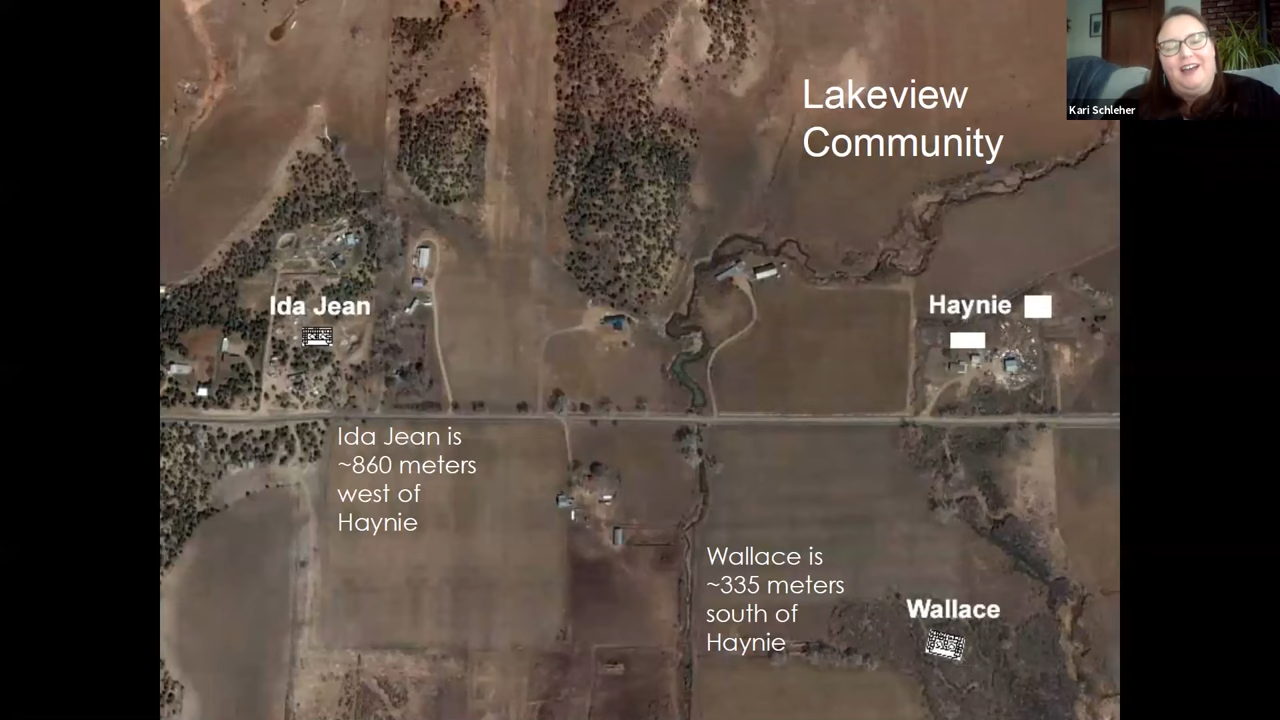 Kari Schleher
Lakeview
Community
Ida Jean
Haynie
Ida Jean is
~860 meters
west of
Haynie
Wallace is
~335 meters
south of
Haynie
Wallace